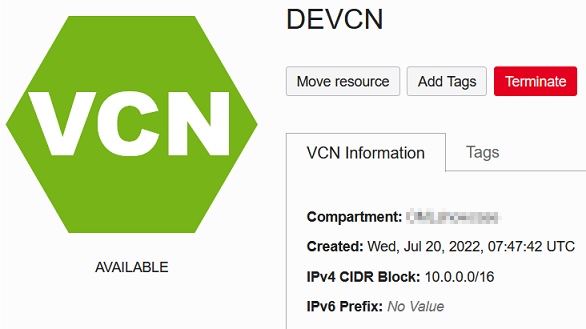 DEVCN
VCN
Move resource
Add Tags
Terminate
VCN Information
Tags
Compartment:
Created: Wed, Jul 20, 2022, 07:47:42 UTC
AVAILABLE
IPv4 CIDR Block: 10.0.0.0/16
IPv6 Prefix: No Value